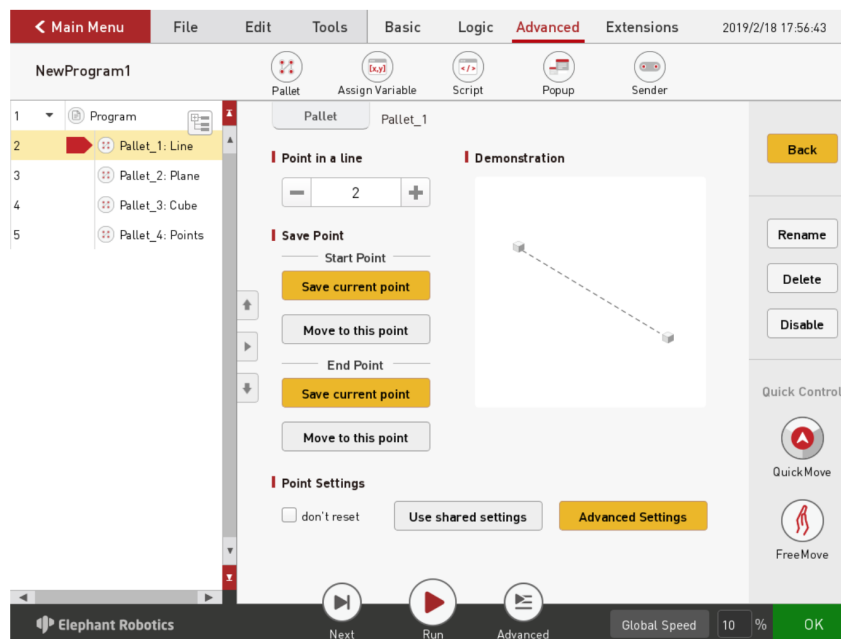 Main Menu File Edit Tools Basic Logic Advanced Extensions 2019/2/18 17:56:43
NewProgram1
Pallet Assign Variable Script Popup Sender
[x,y]
</>
1 Program
2 Pallet_1: Line
3 Pallet_2: Plane
4 Pallet_3: Cube
5 Pallet_4: Points
Pallet Pallet_1
Point in a line
2
Save Point
Start Point
Save current point
Move to this point
End Point
Save current point
Move to this point
Point Settings
don't reset Use shared settings Advanced Settings
Demonstration
Back
Rename
Delete
Disable
Quick Control
QuickMove
FreeMove
Elephant Robotics Next Run Advanced Global Speed 10 % OK